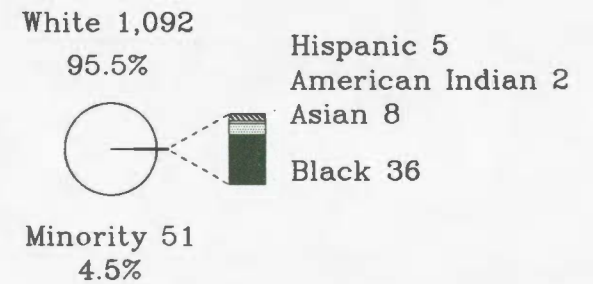 White 1,092
95.5%
Hispanic 5
American Indian 2
Asian 8
Black 36
Minority 51
4.5%